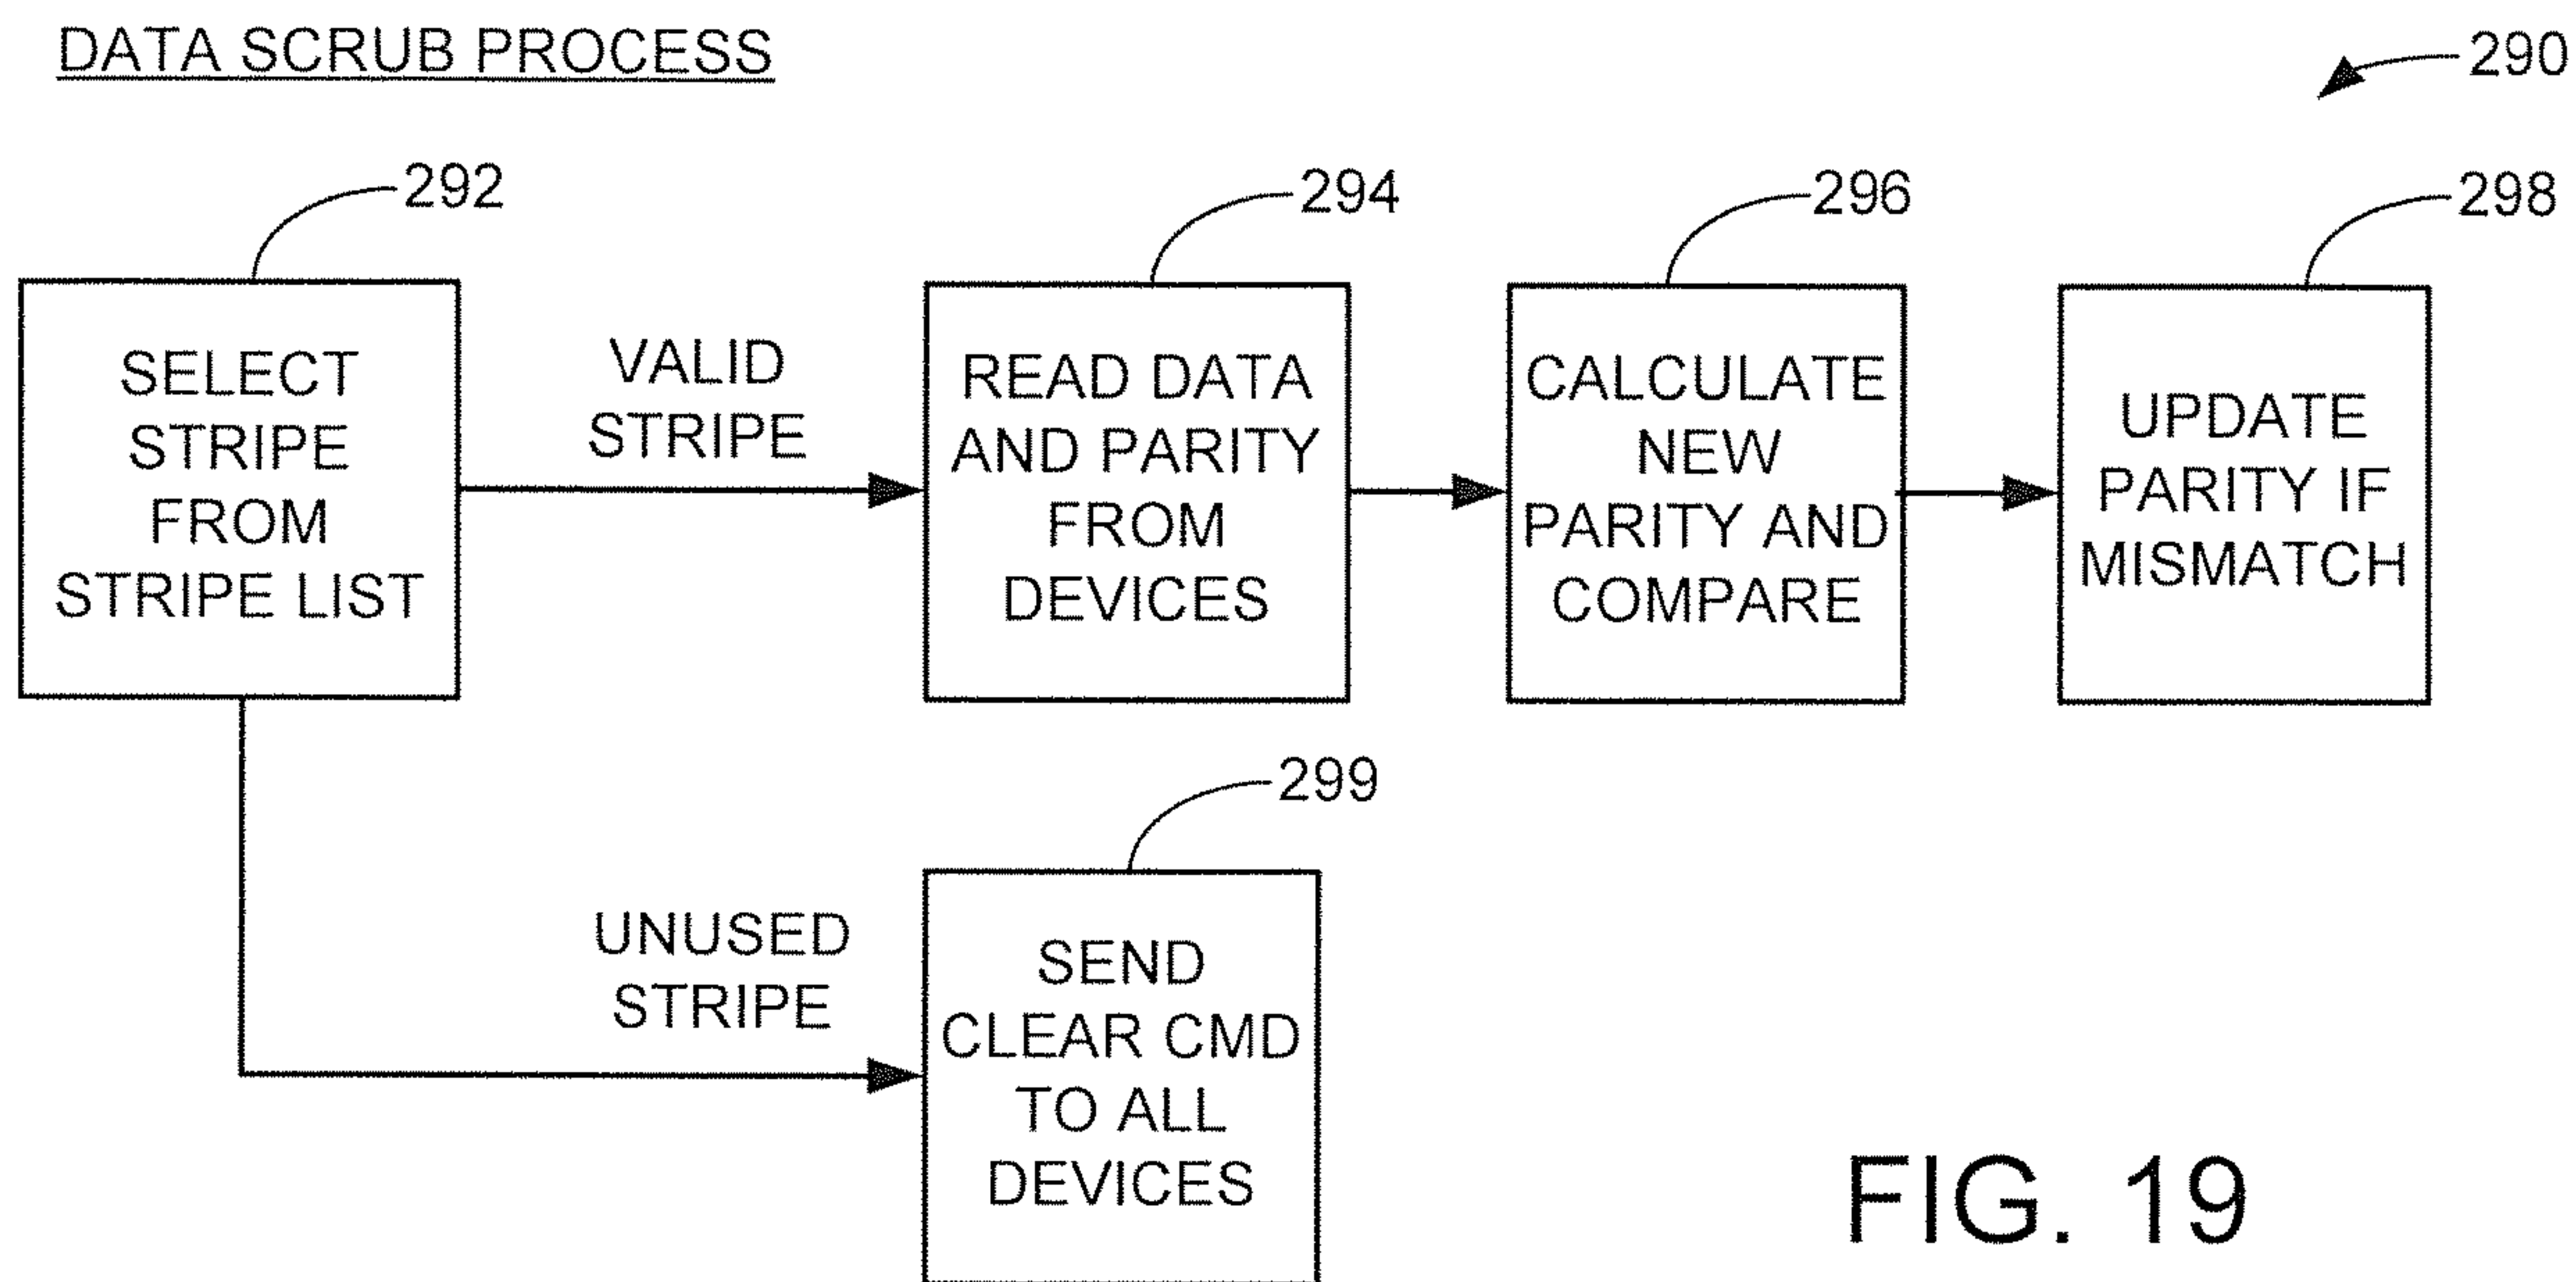 DATA SCRUB PROCESS
290
292
294
296
298
SELECT
STRIPE
FROM
STRIPE LIST
VALID
STRIPE
READ DATA
AND PARITY
FROM
DEVICES
CALCULATE
NEW
PARITY AND
COMPARE
UPDATE
PARITY IF
MISMATCH
299
UNUSED
STRIPE
SEND
CLEAR CMD
TO ALL
DEVICES
FIG. 19